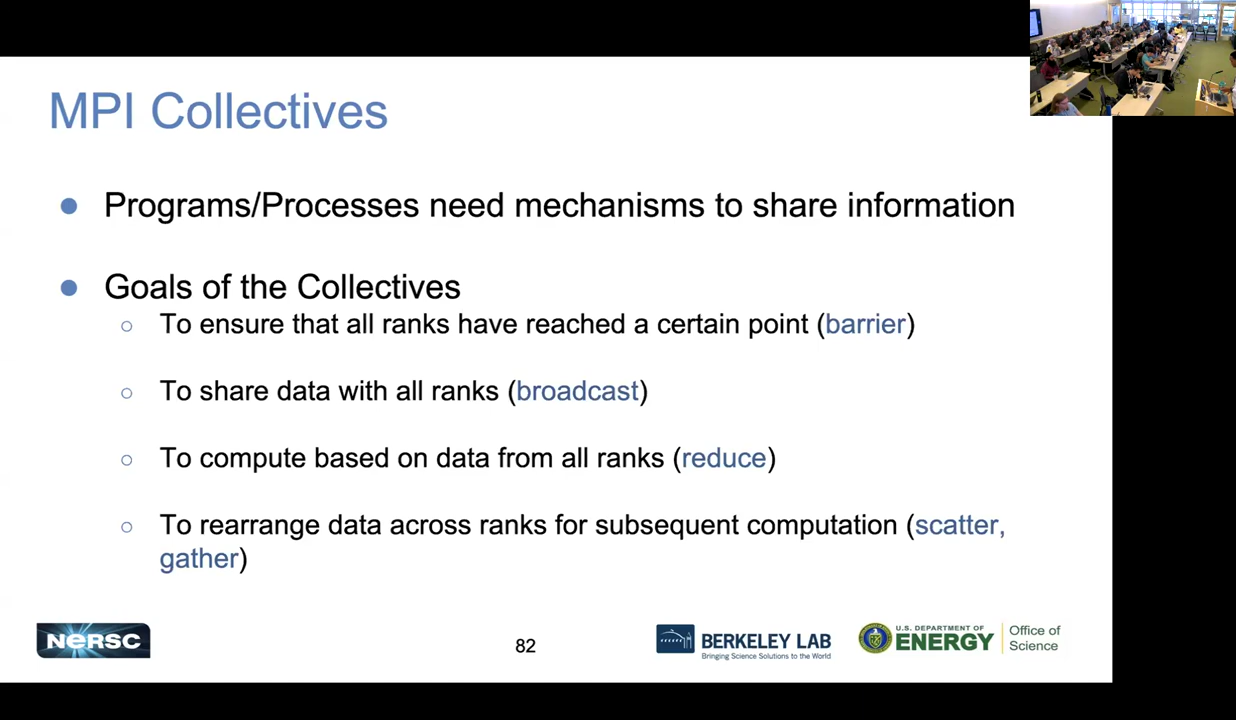 MPI Collectives
● Programs/Processes need mechanisms to share information
● Goals of the Collectives
○ To ensure that all ranks have reached a certain point (barrier)
○ To share data with all ranks (broadcast)
○ To compute based on data from all ranks (reduce)
○ To rearrange data across ranks for subsequent computation (scatter,
gather)
NERSC
82
BERKELEY LAB
Bringing Science Solutions to the World
U.S. DEPARTMENT OF
ENERGY
Office of
Science